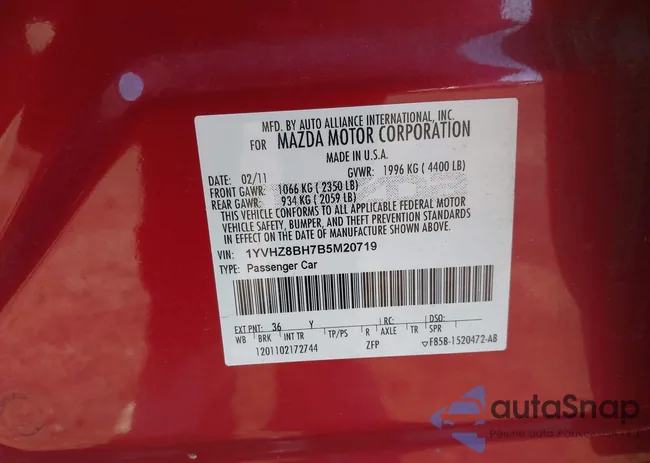 MFD. BY AUTO ALLIANCE INTERNATIONAL, INC.
FOR MAZDA MOTOR CORPORATION
MADE IN U.S.A.
DATE: 02/11 GVWR: 1996 KG ( 4400 LB)
FRONT GAWR: 1066 KG ( 2350 LB)
REAR GAWR: 934 KG ( 2059 LB)
THIS VEHICLE CONFORMS TO ALL APPLICABLE FEDERAL MOTOR
VEHICLE SAFETY, BUMPER, AND THEFT PREVENTION STANDARDS
IN EFFECT ON THE DATE OF MANUFACTURE SHOWN ABOVE.
VIN: 1YVHZ8BH7B5M20719
TYPE: Passenger Car
EXT PNT: 36 Y RC: DSO:
WB BRK INT TR TP/PS R AXLE TR SPR
1201102172744 ZFP ▽F85B-1520472-AB
autaSnap